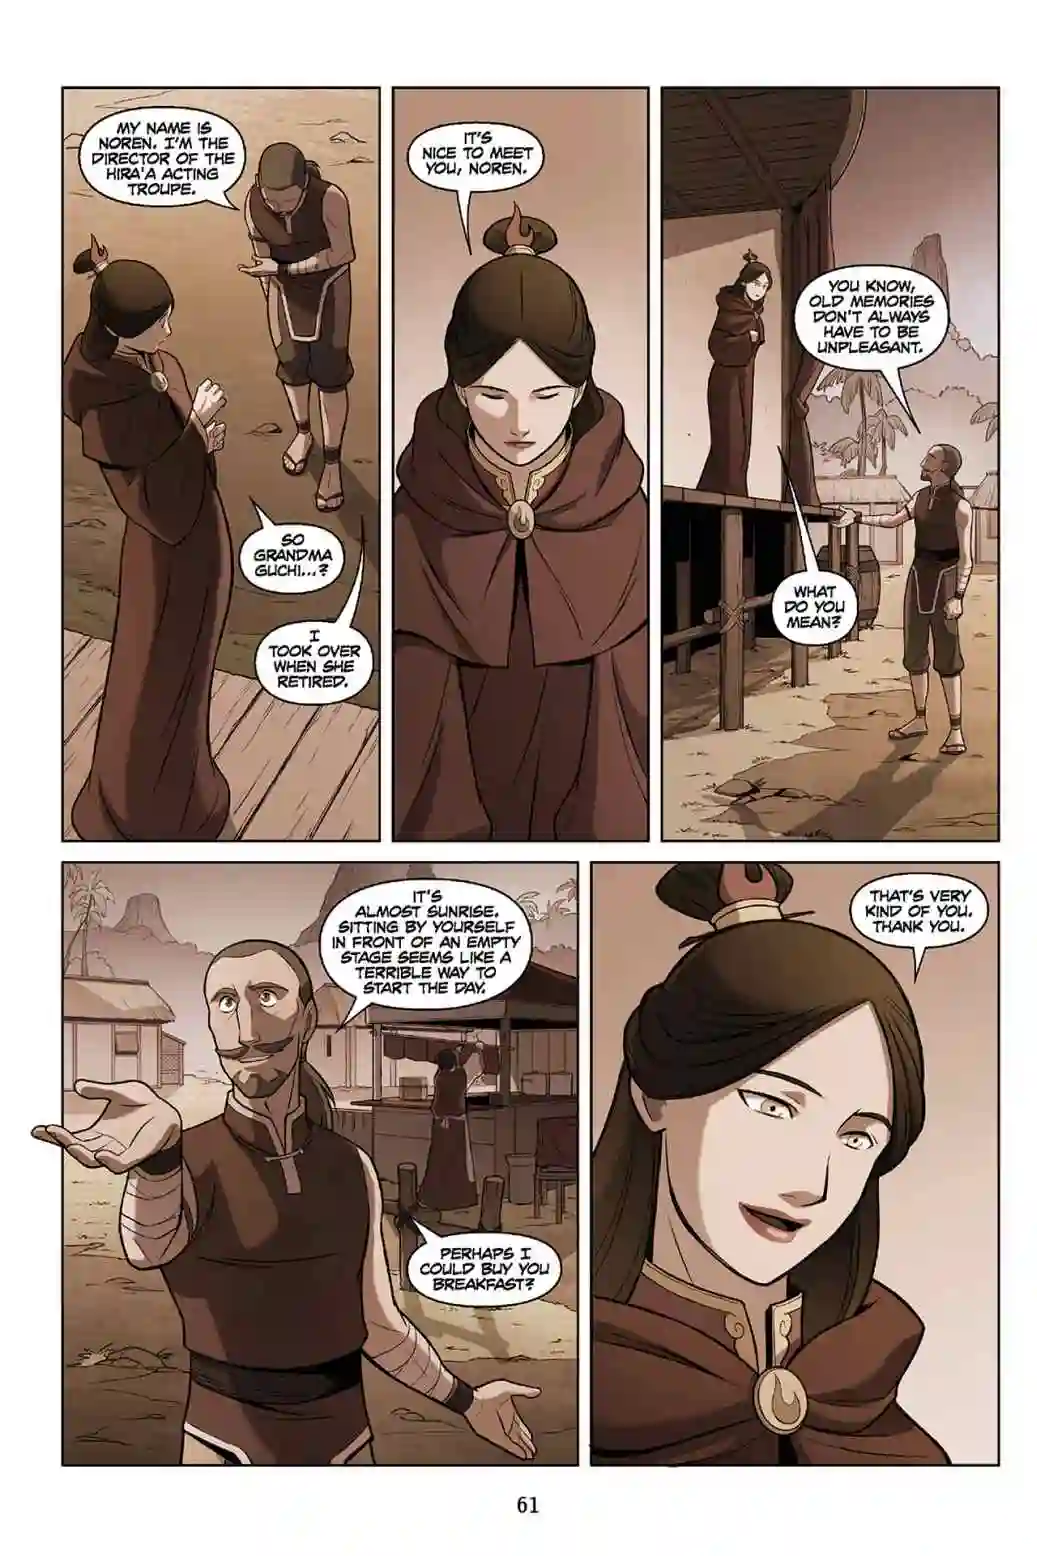 MY NAME IS
NOREN. I'M THE
DIRECTOR OF THE
HIRA'A ACTING
TROUPE.
SO
GRANDMA
GUCHI...?
I
TOOK OVER
WHEN SHE
RETIRED.
IT'S
NICE TO MEET
YOU, NOREN.
YOU KNOW,
OLD MEMORIES
DON'T ALWAYS
HAVE TO BE
UNPLEASANT.
WHAT
DO YOU
MEAN?
IT'S
ALMOST SUNRISE.
SITTING BY YOURSELF
IN FRONT OF AN EMPTY
STAGE SEEMS LIKE A
TERRIBLE WAY TO
START THE DAY.
PERHAPS I
COULD BUY YOU
BREAKFAST?
THAT'S VERY
KIND OF YOU.
THANK YOU.
61